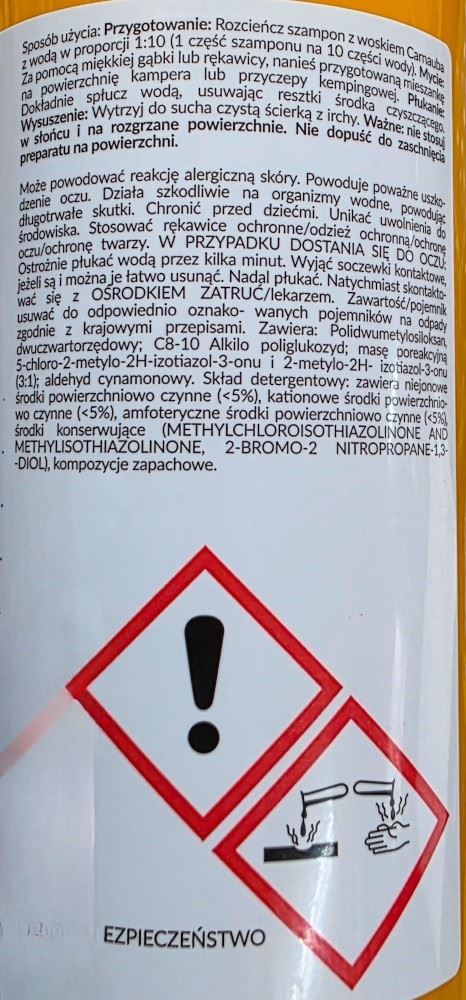 Sposób użycia: Przygotowanie: Rozcieńcz szampon z woskiem Carnauba
z wodą w proporcji 1:10 (1 część szamponu na 10 części wody). Mycie:
Za pomocą miękkiej gąbki lub rękawicy, nanieś przygotowaną mieszankę
na powierzchnię kampera lub przyczepy kempingowej. Płukanie:
Dokładnie spłucz wodą, usuwając resztki środka czyszczącego.
Wysuszenie: Wytrzyj do sucha czystą ścierką z irchy. Ważne: nie stosuj
w słońcu i na rozgrzane powierzchnie. Nie dopuść do zaschnięcia
preparatu na powierzchni.
Może powodować reakcję alergiczną skóry. Powoduje poważne uszko-
dzenie oczu. Działa szkodliwie na organizmy wodne, powodując
długotrwałe skutki. Chronić przed dziećmi. Unikać uwolnienia do
środowiska. Stosować rękawice ochronne/odzież ochronną/ochronę
oczu/ochronę twarzy. W PRZYPADKU DOSTANIA SIĘ DO OCZU:
Ostrożnie płukać wodą przez kilka minut. Wyjąć soczewki kontaktowe,
jeżeli są i można je łatwo usunąć. Nadal płukać. Natychmiast skontakto-
wać się z OŚRODKIEM ZATRUĆ/lekarzem. Zawartość/pojemnik
usuwać do odpowiednio oznako- wanych pojemników na odpady
zgodnie z krajowymi przepisami. Zawiera: Polidwumetylosiloksan,
dwuczwartorzędowy; C8-10 Alkilo poliglukozyd; masę poreakcyjną
5-chloro-2-metylo-2H-izotiazol-3-onu i 2-metylo-2H- izotiazol-3-onu
(3:1); aldehyd cynamonowy. Skład detergentowy: zawiera niejonowe
środki powierzchniowo czynne (<5%), kationowe środki powierzchnio-
wo czynne (<5%), amfoteryczne środki powierzchniowo czynne (<5%),
środki konserwujące (METHYLCHLOROISOTHIAZOLINONE AND
METHYLISOTHIAZOLINONE, 2-BROMO-2 NITROPROPANE-1,3-
-DIOL), kompozycje zapachowe.
EZPIECZEŃSTWO